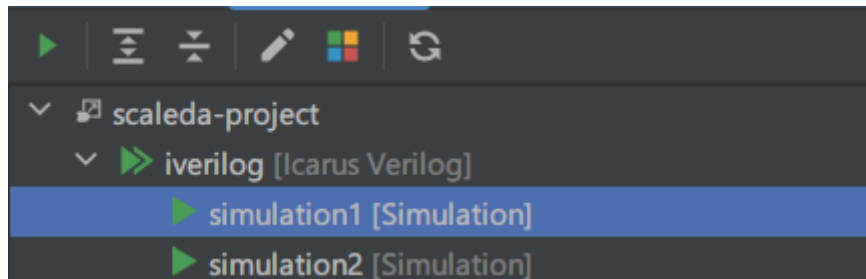 scaleda-project
iverilog [Icarus Verilog]
simulation1 [Simulation]
simulation2 [Simulation]